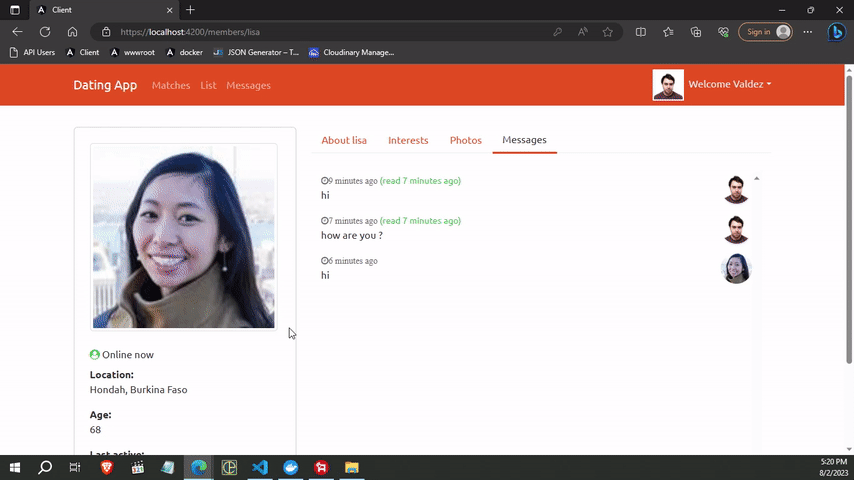 Client
https://localhost:4200/members/lisa
Sign in
API Users
Client
wwwroot
docker
JSON Generator – T...
Cloudinary Manage...
Dating App
Matches
List
Messages
Welcome Valdez
About lisa
Interests
Photos
Messages
9 minutes ago (read 7 minutes ago)
hi
7 minutes ago (read 7 minutes ago)
how are you ?
6 minutes ago
hi
Online now
Location:
Hondah, Burkina Faso
Age:
68
Last active:
5:20 PM
8/2/2023